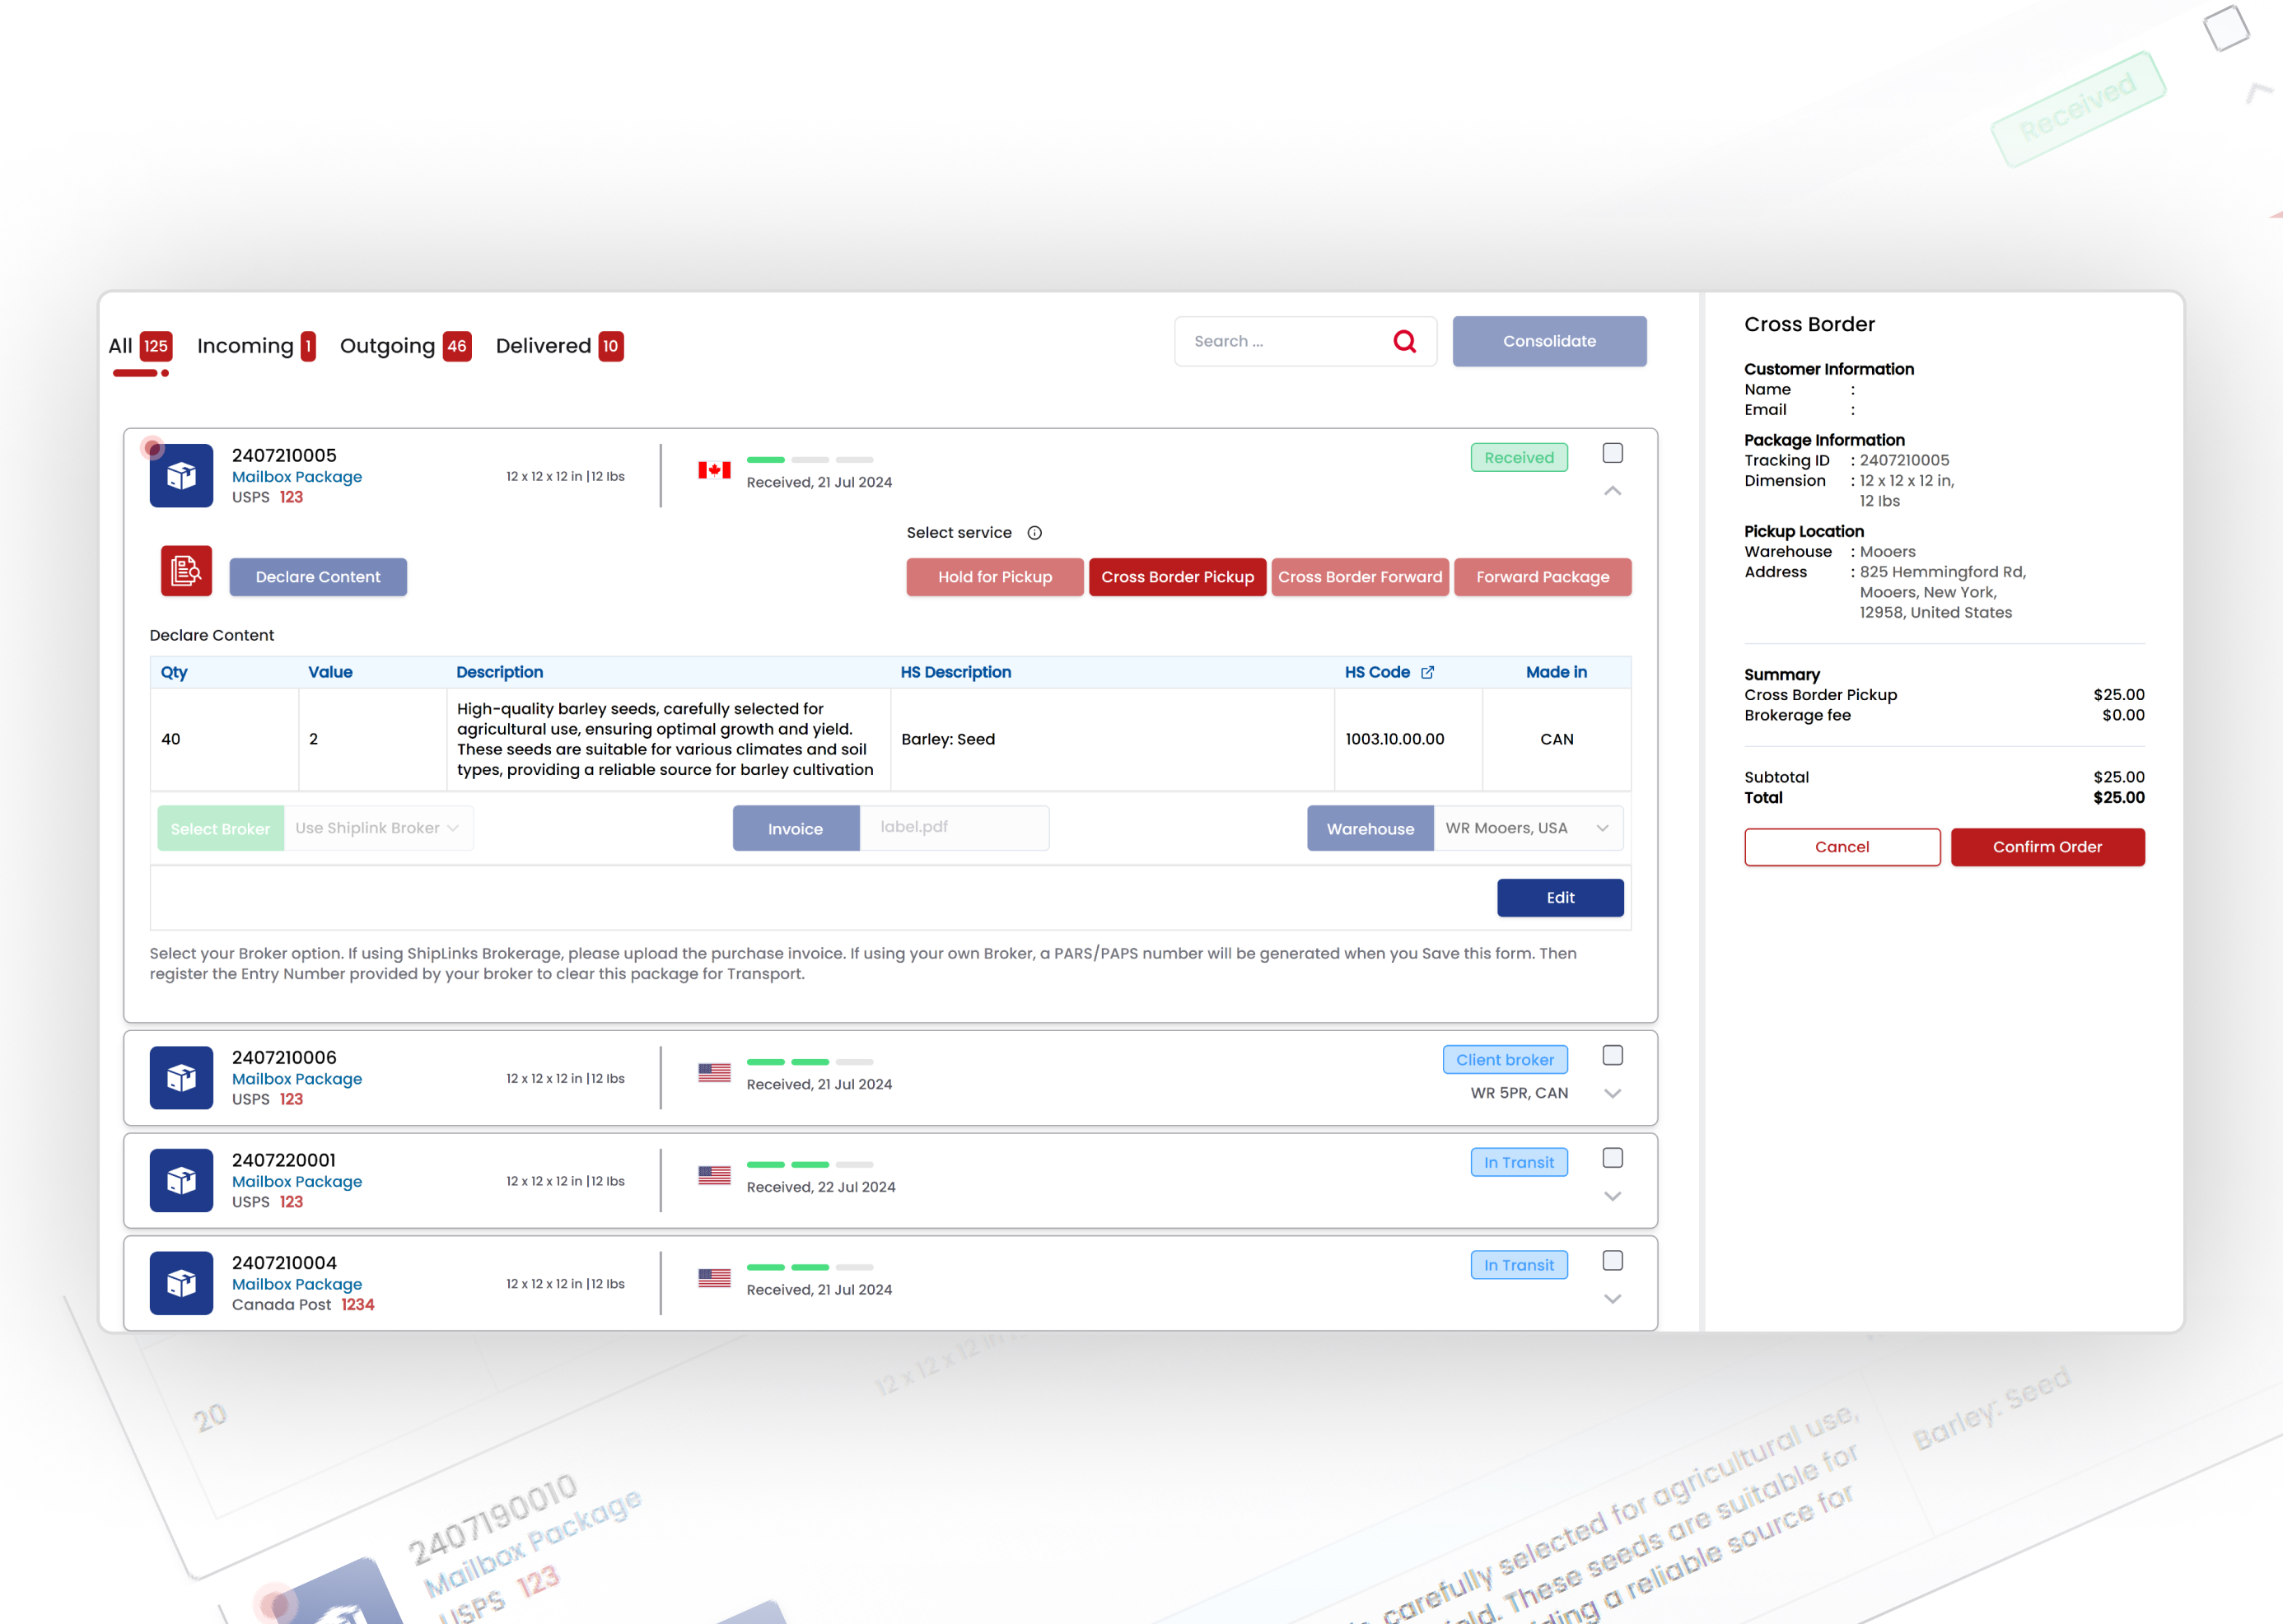 Received
All 125 Incoming 1 Outgoing 46 Delivered 10
Search ...
Consolidate
2407210005
Mailbox Package
USPS 123
12 x 12 x 12 in | 12 lbs
Received, 21 Jul 2024
Received
Select service
Declare Content
Hold for Pickup
Cross Border Pickup
Cross Border Forward
Forward Package
Declare Content
Qty Value Description HS Description HS Code Made in
40
2
High-quality barley seeds, carefully selected for
agricultural use, ensuring optimal growth and yield.
These seeds are suitable for various climates and soil
types, providing a reliable source for barley cultivation
Barley: Seed
1003.10.00.00
CAN
Select Broker Use Shiplink Broker
Invoice label.pdf
Warehouse WR Mooers, USA
Edit
Select your Broker option. If using ShipLinks Brokerage, please upload the purchase invoice. If using your own Broker, a PARS/PAPS number will be generated when you Save this form. Then
register the Entry Number provided by your broker to clear this package for Transport.
2407210006
Mailbox Package
USPS 123
12 x 12 x 12 in | 12 lbs
Received, 21 Jul 2024
Client broker
WR 5PR, CAN
2407220001
Mailbox Package
USPS 123
12 x 12 x 12 in | 12 lbs
Received, 22 Jul 2024
In Transit
2407210004
Mailbox Package
Canada Post 1234
12 x 12 x 12 in | 12 lbs
Received, 21 Jul 2024
In Transit
Cross Border
Customer Information
Name :
Email :
Package Information
Tracking ID : 2407210005
Dimension : 12 x 12 x 12 in,
12 lbs
Pickup Location
Warehouse : Mooers
Address : 825 Hemmingford Rd,
Mooers, New York,
12958, United States
Summary
Cross Border Pickup $25.00
Brokerage fee $0.00
Subtotal $25.00
Total $25.00
Cancel
Confirm Order
20
12 x 12 x 12 in
2407190010
Mailbox Package
USPS 123
carefully selected for agricultural use,
These seeds are suitable for
a reliable source for
Barley: Seed